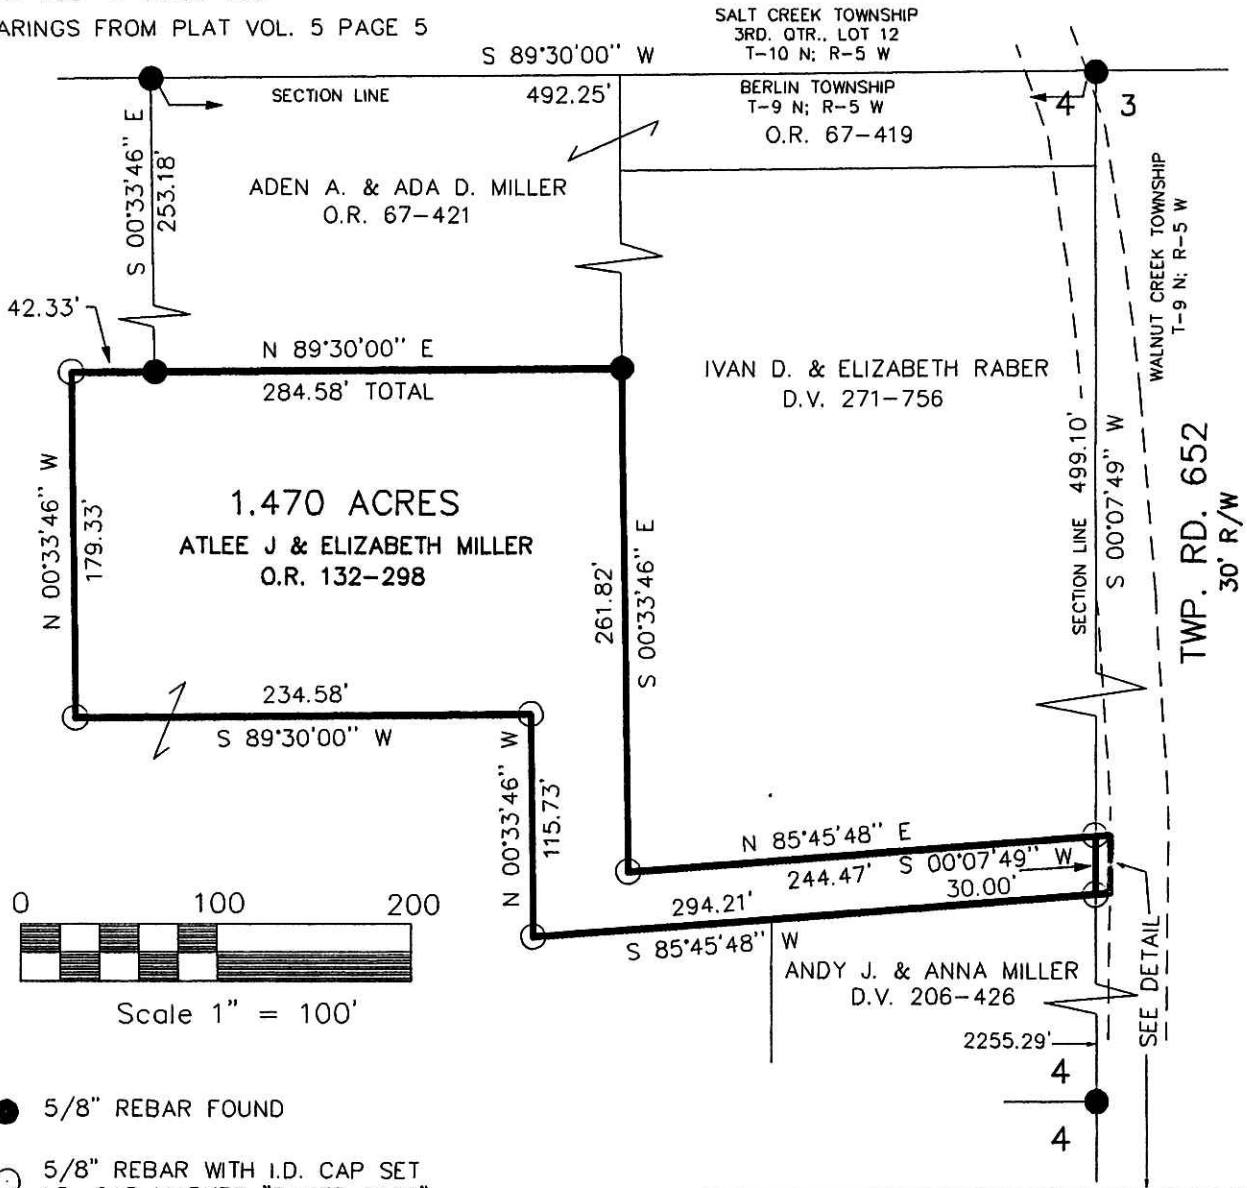 ARINGS FROM PLAT VOL. 5 PAGE 5
SALT CREEK TOWNSHIP
3RD. QTR., LOT 12
T-10 N; R-5 W
S 89°30'00" W
SECTION LINE
492.25'
BERLIN TOWNSHIP
T-9 N; R-5 W
O.R. 67-419
4
3
S 00°33'46" E
253.18'
ADEN A. & ADA D. MILLER
O.R. 67-421
WALNUT CREEK TOWNSHIP
T-9 N; R-5 W
42.33'
N 89°30'00" E
284.58' TOTAL
IVAN D. & ELIZABETH RABER
D.V. 271-756
SECTION LINE 499.10'
S 00°07'49" W
TWP. RD. 652
30' R/W
N 00°33'46" W
179.33'
1.470 ACRES
ATLEE J & ELIZABETH MILLER
O.R. 132-298
261.82'
S 00°33'46" E
234.58'
S 89°30'00" W
N 00°33'46" W
115.73'
N 85°45'48" E
244.47'
S 00°07'49" W
30.00'
294.21'
S 85°45'48" W
0 100 200
Scale 1" = 100'
ANDY J. & ANNA MILLER
D.V. 206-426
SEE DETAIL
2255.29'
4
4
5/8" REBAR FOUND
5/8" REBAR WITH I.D. CAP SET